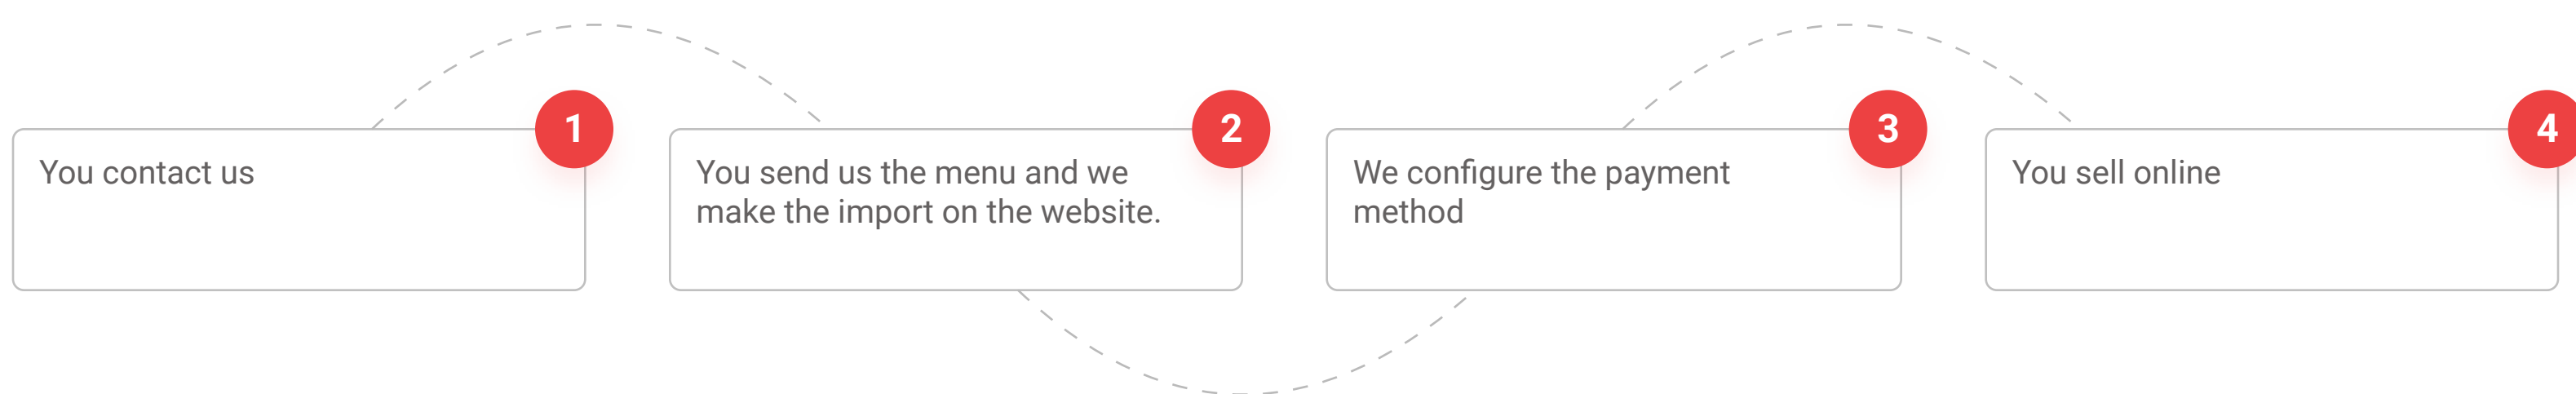 1
You contact us
2
You send us the menu and we
make the import on the website.
3
We configure the payment
method
4
You sell online